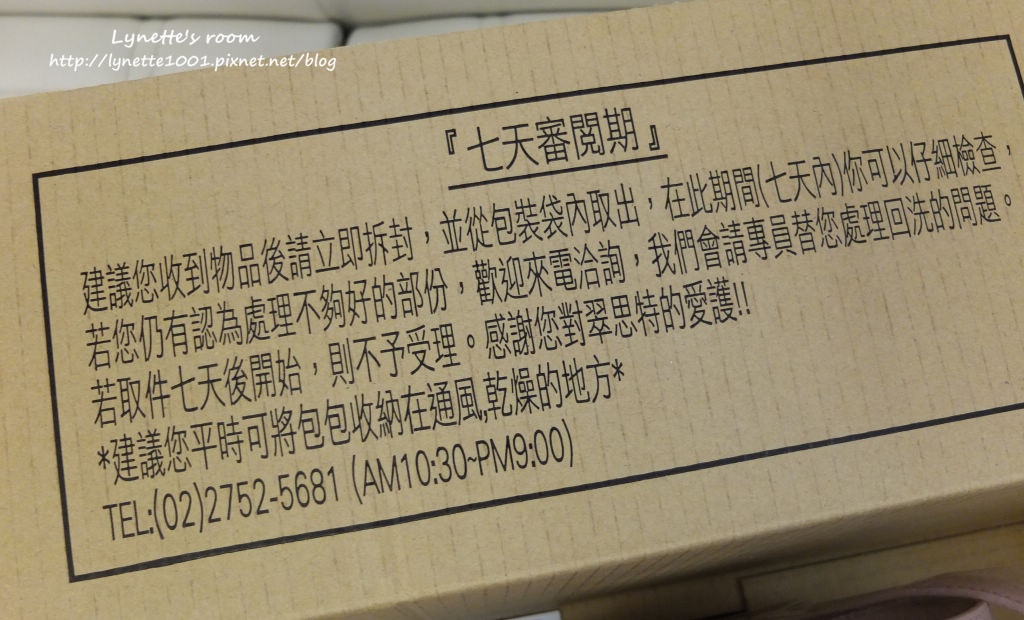 Lynette's room
http://lynette1001.pixnet.net/blog
『七天審閱期』
建議您收到物品後請立即拆封，並從包裝袋內取出，在此期間(七天內)你可以仔細檢查，
若您仍有認為處理不夠好的部份，歡迎來電洽詢，我們會請專員替您處理回洗的問題。
若取件七天後開始，則不予受理。感謝您對翠思特的愛護!!
*建議您平時可將包包收納在通風,乾燥的地方*
TEL:(02)2752-5681 (AM10:30~PM9:00)